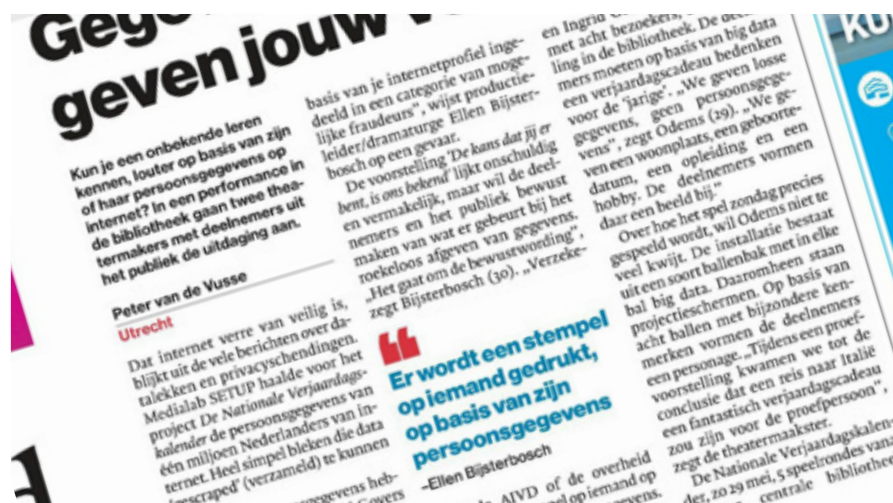 geven jouw
Kun je een onbekende leren
kennen, louter op basis van zijn
of haar persoonsgegevens op
internet? In een performance in
de bibliotheek gaan twee thea-
termakers met deelnemers uit
het publiek de uitdaging aan.
Peter van de Vusse
Utrecht
Dat internet verre van veilig is,
blijkt uit de vele berichten over da-
talekken en privacyschendingen.
Medialab SETUP haalde voor het
project De Nationale Verjaardags-
kalender de persoonsgegevens van
één miljoen Nederlanders van in-
ternet. Heel simpel bleken die data
'gescraped' (verzameld) te kunnen
basis van je internetprofiel inge-
deeld in een categorie van moge-
lijke fraudeurs", wijst productie-
leider/dramaturge Ellen Bijster-
bosch op een gevaar.
De voorstelling 'De kans dat jij er
bent, is ons bekend' lijkt onschuldig
en vermakelijk, maar wil de deel-
nemers en het publiek bewust
maken van wat er gebeurt bij het
roekeloos afgeven van gegevens.
„Het gaat om de bewustwording",
zegt Bijsterbosch (30). „Verzeke-
Er wordt een stempel
op iemand gedrukt,
op basis van zijn
persoonsgegevens
–Ellen Bijsterbosch
AIVD of de overheid
op iemand op
en Ingrid
met acht bezoekers,
ling in de bibliotheek. De
mers moeten op basis van big data
een verjaardagscadeau bedenken
voor de 'jarige'. „We geven losse
gegevens, geen persoonsgege-
vens", zegt Odems (29). „We ge-
ven een woonplaats, een geboorte-
datum, een opleiding en een
hobby. De deelnemers vormen
daar een beeld bij."
Over hoe het spel zondag precies
gespeeld wordt, wil Odems niet te
veel kwijt. De installatie bestaat
uit een soort ballenbak met in elke
bal big data. Daaromheen staan
projectieschermen. Op basis van
acht ballen met bijzondere ken-
merken vormen de deelnemers
een personage. „Tijdens een proef-
voorstelling kwamen we tot de
conclusie dat een reis naar Italië
een fantastisch verjaardagscadeau
zou zijn voor de proefpersoon",
zegt de theatermaakster.
De Nationale Verjaardagskalen-
der, zo 29 mei, 5 speelrondes van
centrale
KU